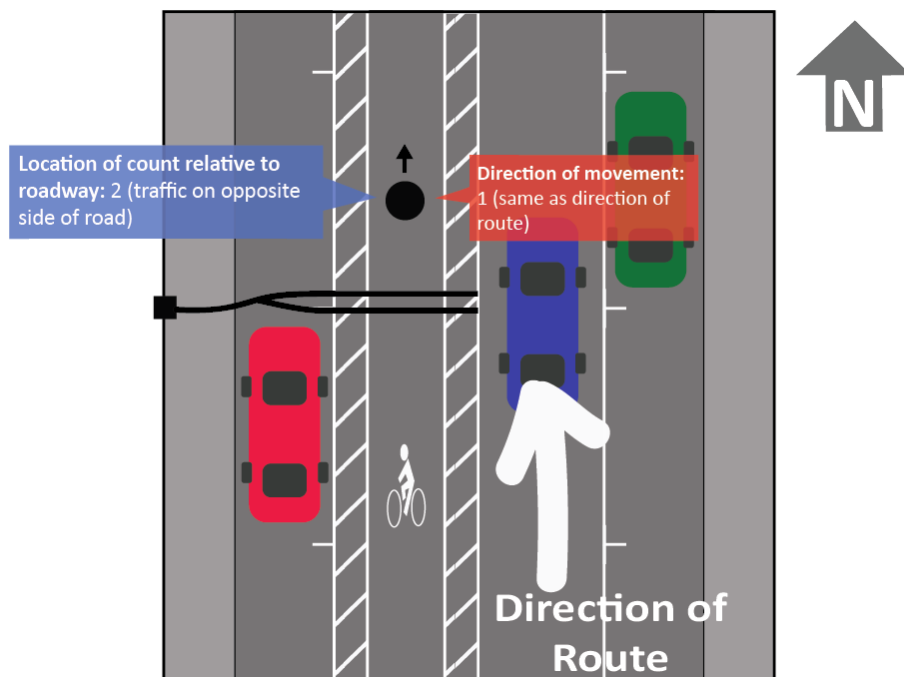 N
Location of count relative to
roadway: 2 (traffic on opposite
side of road)
Direction of movement:
1 (same as direction of
route)
Direction of
Route